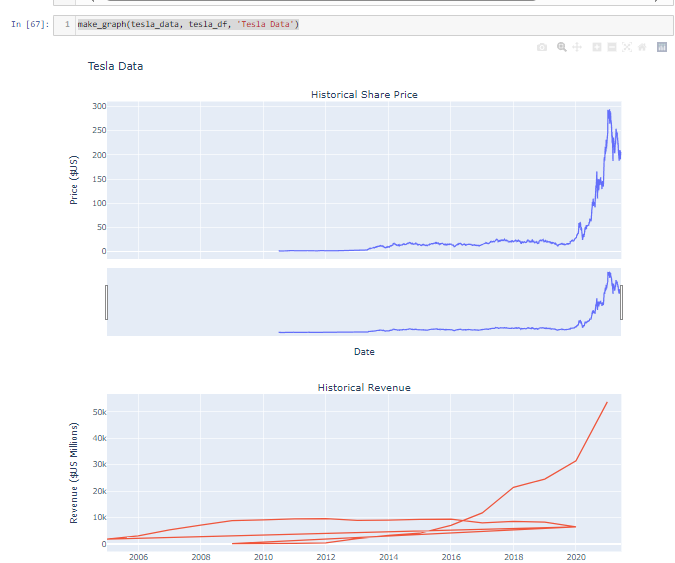 In [67]:
1 make_graph(tesla_data, tesla_df, 'Tesla Data')
Tesla Data
Historical Share Price
300
250
200
150
100
50
0
Price ($US)
2006 2008 2010 2012 2014 2016 2018 2020
Date
Historical Revenue
50k
40k
30k
20k
10k
0
Revenue ($US Millions)